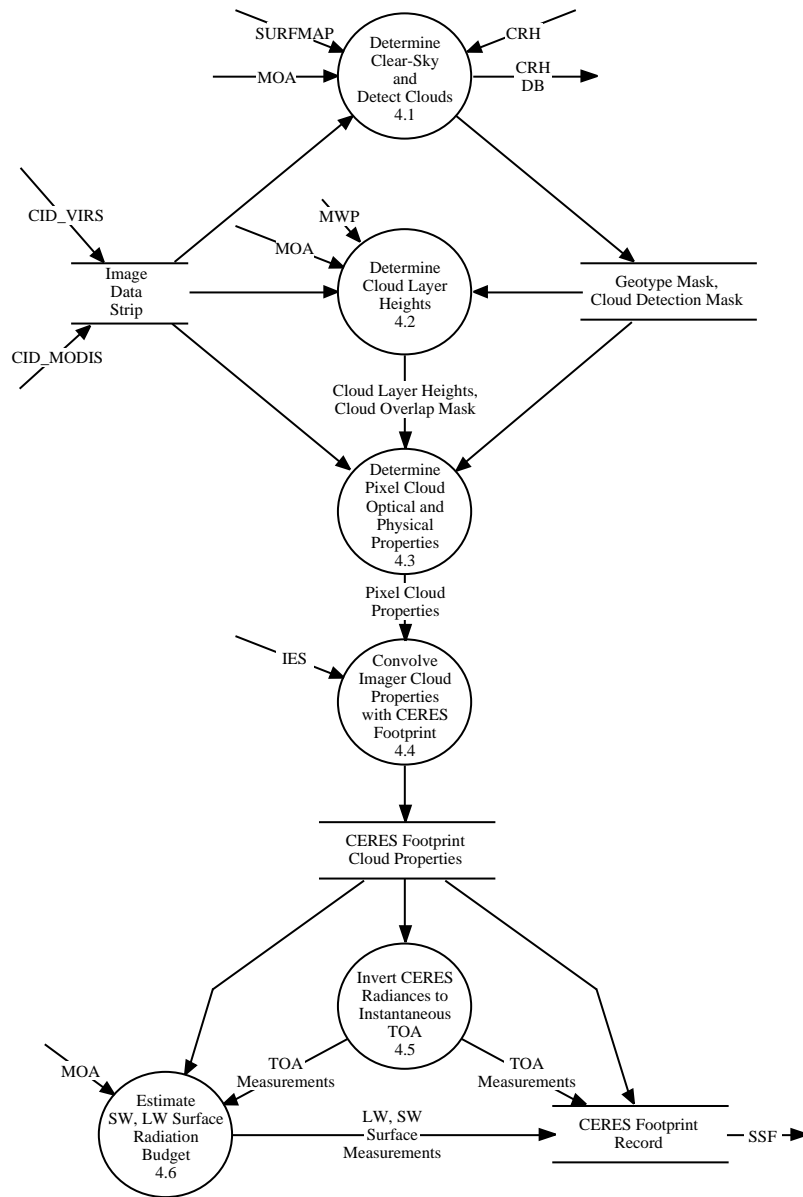 SURFMAP
CRH
Determine
Clear-Sky
and
Detect Clouds
4.1
MOA
CRH
DB
CID_VIRS
MWP
MOA
Image
Data
Strip
Determine
Cloud Layer
Heights
4.2
Geotype Mask,
Cloud Detection Mask
CID_MODIS
Cloud Layer Heights,
Cloud Overlap Mask
Determine
Pixel Cloud
Optical and
Physical
Properties
4.3
Pixel Cloud
Properties
IES
Convolve
Imager Cloud
Properties
with CERES
Footprint
4.4
CERES Footprint
Cloud Properties
Invert CERES
Radiances to
Instantaneous
TOA
4.5
MOA
TOA
Measurements
TOA
Measurements
Estimate
SW, LW Surface
Radiation
Budget
4.6
LW, SW
Surface
Measurements
CERES Footprint
Record
SSF